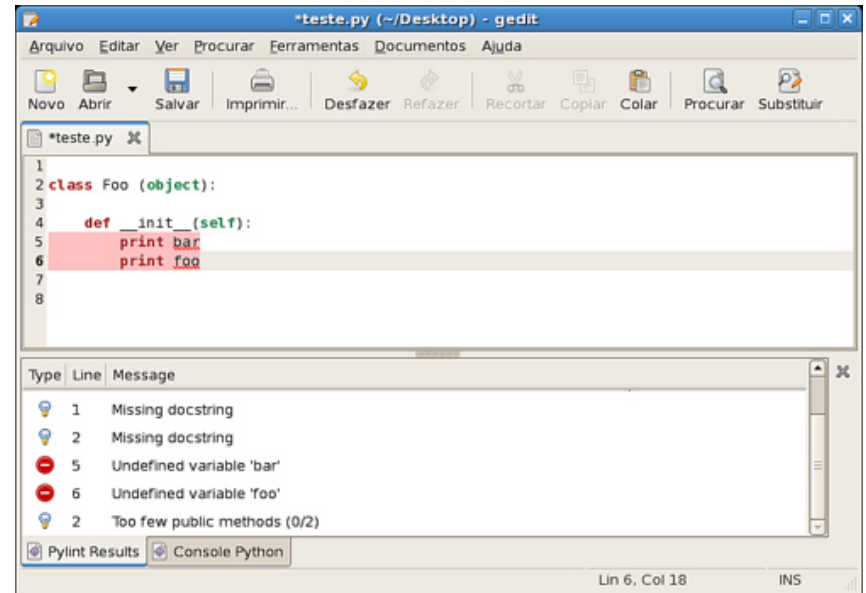 *teste.py (~/Desktop) - gedit
Arquivo Editar Ver Procurar Ferramentas Documentos Ajuda
Novo Abrir Salvar Imprimir... Desfazer Refazer Recortar Copiar Colar Procurar Substituir
*teste.py
1
2 class Foo (object):
3
4 def __init__(self):
5 print bar
6 print foo
7
8
Type Line Message
1 Missing docstring
2 Missing docstring
5 Undefined variable 'bar'
6 Undefined variable 'foo'
2 Too few public methods (0/2)
Pylint Results Console Python
Lin 6, Col 18 INS